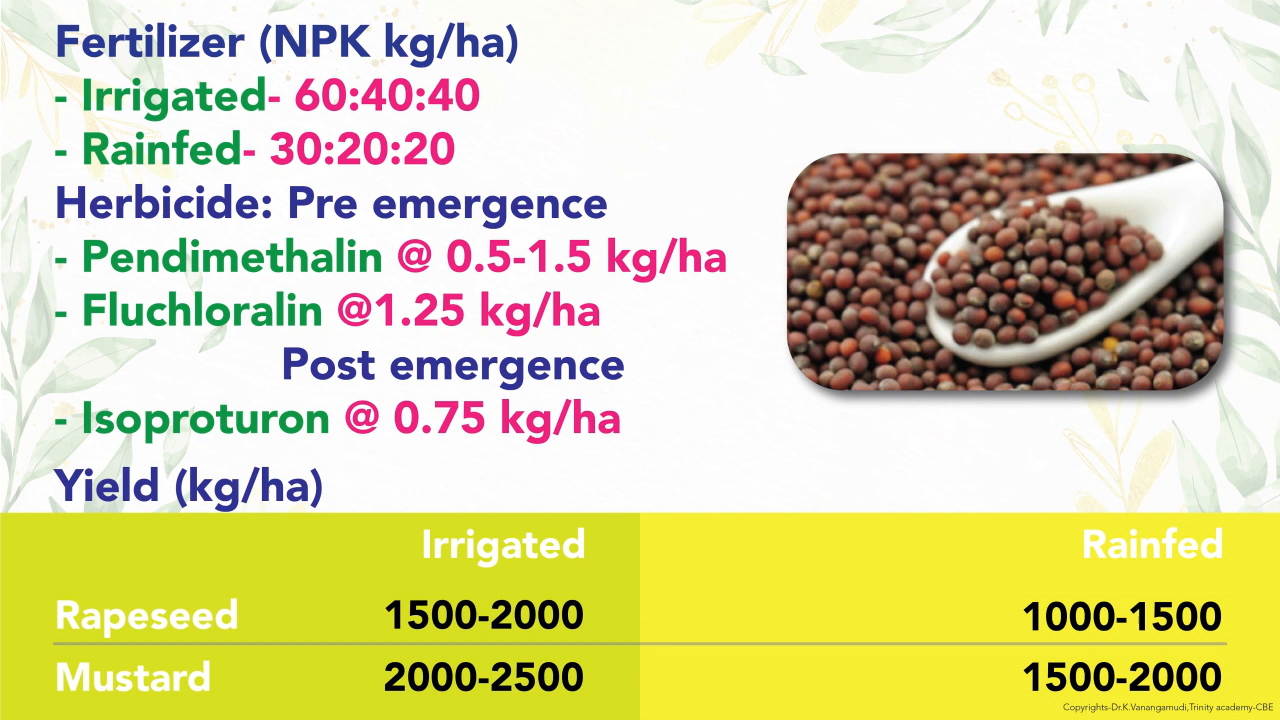 Fertilizer (NPK kg/ha)
- Irrigated- 60:40:40
- Rainfed- 30:20:20
Herbicide: Pre emergence
- Pendimethalin @ 0.5-1.5 kg/ha
- Fluchloralin @1.25 kg/ha
Post emergence
- Isoproturon @ 0.75 kg/ha
Yield (kg/ha)
Irrigated Rainfed
Rapeseed 1500-2000 1000-1500
Mustard 2000-2500 1500-2000
Copyrights-Dr.K.Vanangamudi,Trinity academy-CBE